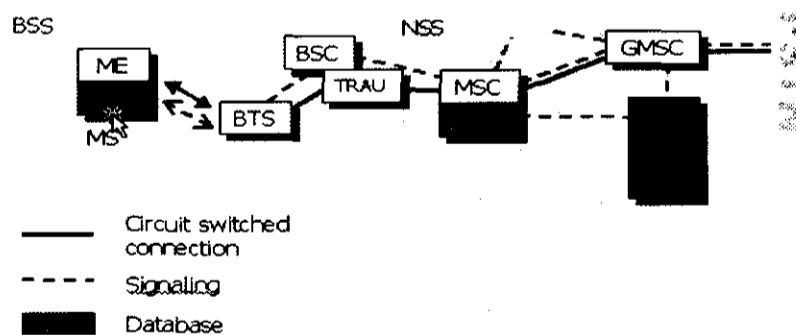 BSS
NSS
ME
BSC
GMSC
TRAU
MSC
BTS
MS
Circuit switched
connection
Signaling
Database